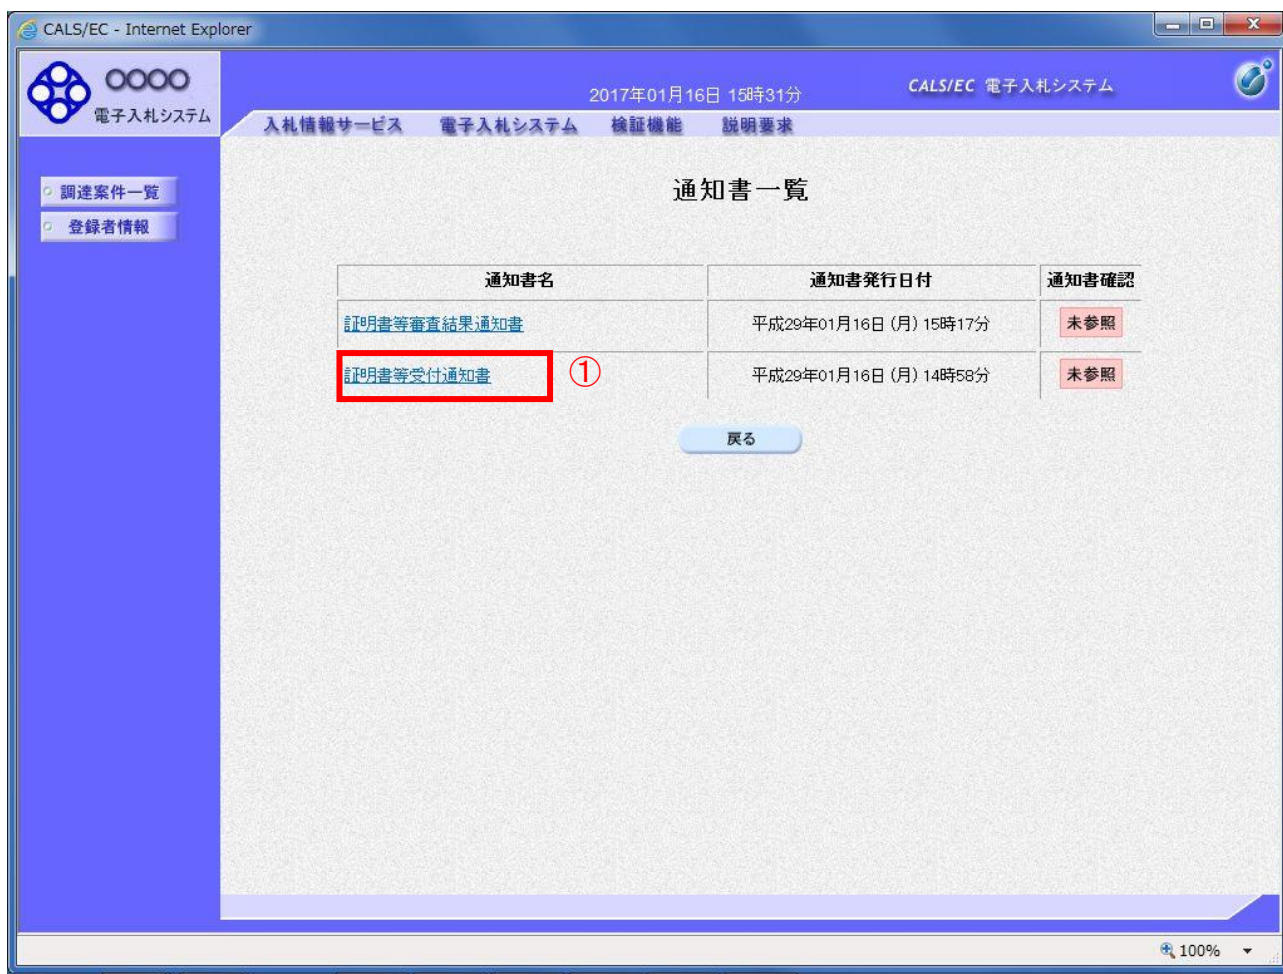 CALS/EC - Internet Explorer
○○○○
電子入札システム
2017年01月16日 15時31分
CALS/EC 電子入札システム
入札情報サービス 電子入札システム 検証機能 説明要求
調達案件一覧
登録者情報
通知書一覧
通知書名 通知書発行日付 通知書確認
証明書等審査結果通知書 平成29年01月16日 (月) 15時17分 未参照
証明書等受付通知書 ① 平成29年01月16日 (月) 14時58分 未参照
戻る
100%